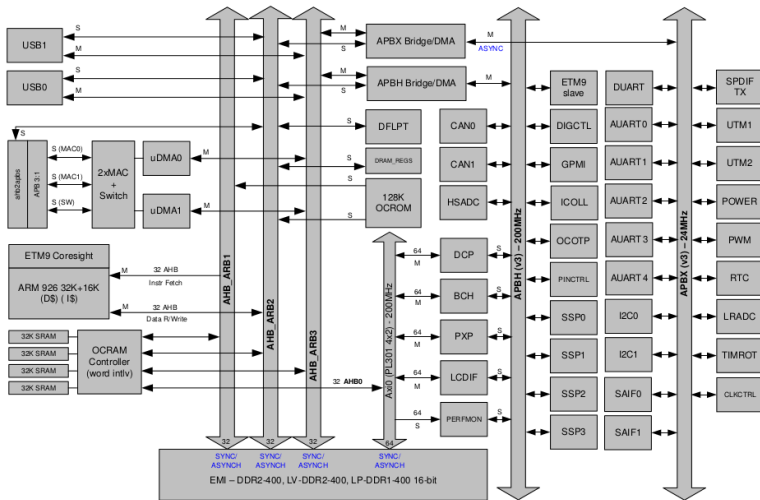 USB1
USB0
S
M
S
M
S
M
S
M
M
S
APBX Bridge/DMA
M
ASYNC
APBH Bridge/DMA
M
DFLPT
DRAM_REGS
128K
OCROM
S
S
S
ahb2apbs
APB 3:1
S (MAC0)
S (MAC1)
S (SW)
2xMAC
+
Switch
uDMA0
uDMA1
M
M
ETM9 Coresight
ARM 926 32K+16K
(D$) ( I$)
M
32 AHB
Instr Fetch
M
32 AHB
Data R/Write
32K SRAM
32K SRAM
32K SRAM
32K SRAM
OCRAM
Controller
(word intlv)
32 AHB0
AHB_ARB1
AHB_ARB2
AHB_ARB3
Axi0 (PL301 4x2) - 200MHz
64
M
DCP
S
64
M
BCH
S
64
M
PXP
S
64
M
LCDIF
S
64
S
PERFMON
CAN0
CAN1
HSADC
APBH (v3) – 200MHz
ETM9
slave
DIGCTL
GPMI
ICOLL
OCOTP
PINCTRL
SSP0
SSP1
SSP2
SSP3
DUART
AUART0
AUART1
AUART2
AUART3
AUART4
I2C0
I2C1
SAIF0
SAIF1
APBX (v3) – 24MHz
SPDIF
TX
UTM1
UTM2
POWER
PWM
RTC
LRADC
TIMROT
CLKCTRL
32
32
32
64
SYNC/
ASYNCH
SYNC/
ASYNCH
SYNC/
ASYNCH
SYNC/
ASYNCH
EMI – DDR2-400, LV-DDR2-400, LP-DDR1-400 16-bit